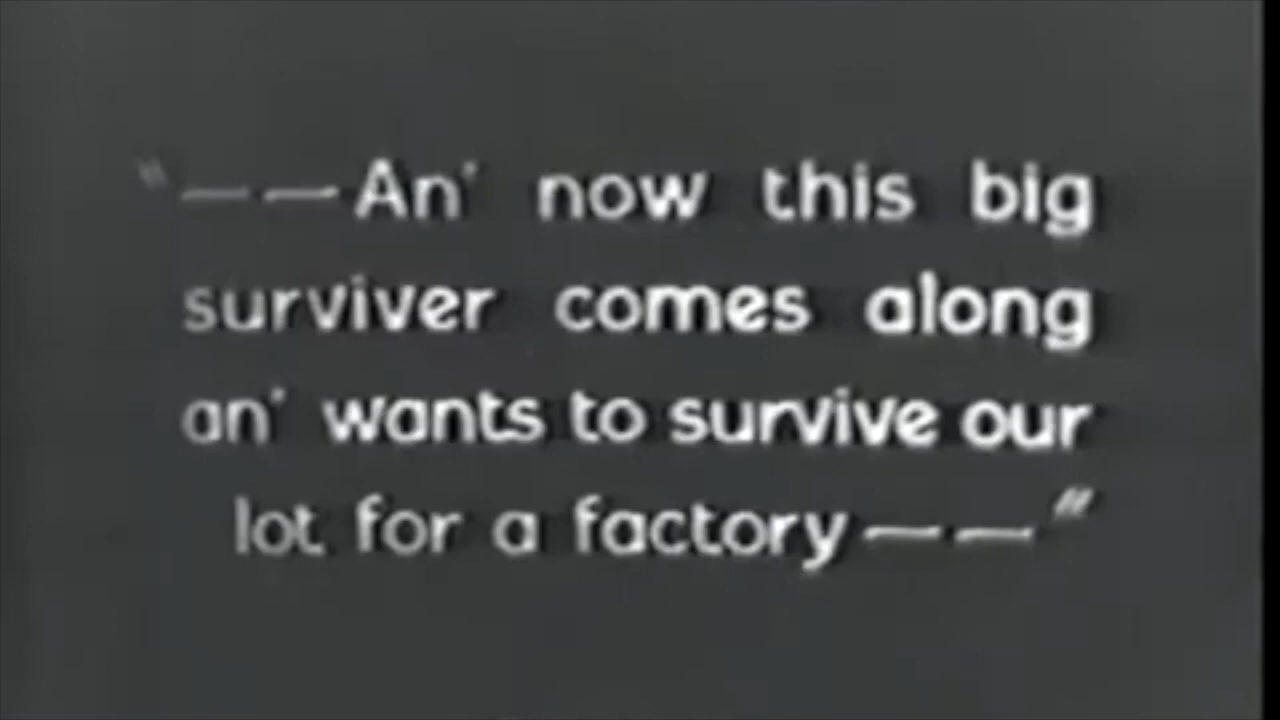 "——An' now this big
surviver comes along
an' wants to survive our
lot for a factory——"